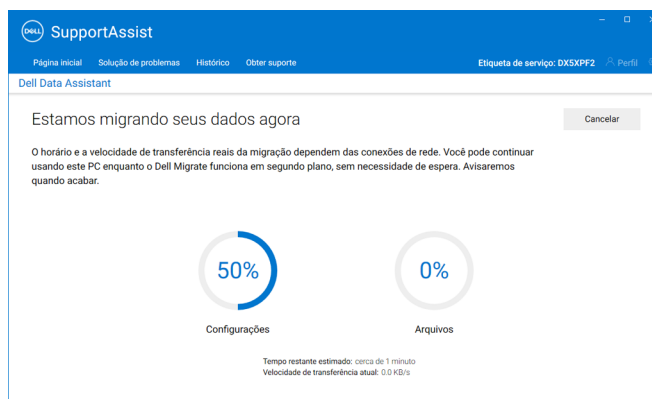 DELL SupportAssist
Página inicial Solução de problemas Histórico Obter suporte Etiqueta de serviço: DX5XPF2 Perfil
Dell Data Assistant
Estamos migrando seus dados agora
Cancelar
O horário e a velocidade de transferência reais da migração dependem das conexões de rede. Você pode continuar
usando este PC enquanto o Dell Migrate funciona em segundo plano, sem necessidade de espera. Avisaremos
quando acabar.
50% 0%
Configurações Arquivos
Tempo restante estimado: cerca de 1 minuto
Velocidade de transferência atual: 0.0 KB/s